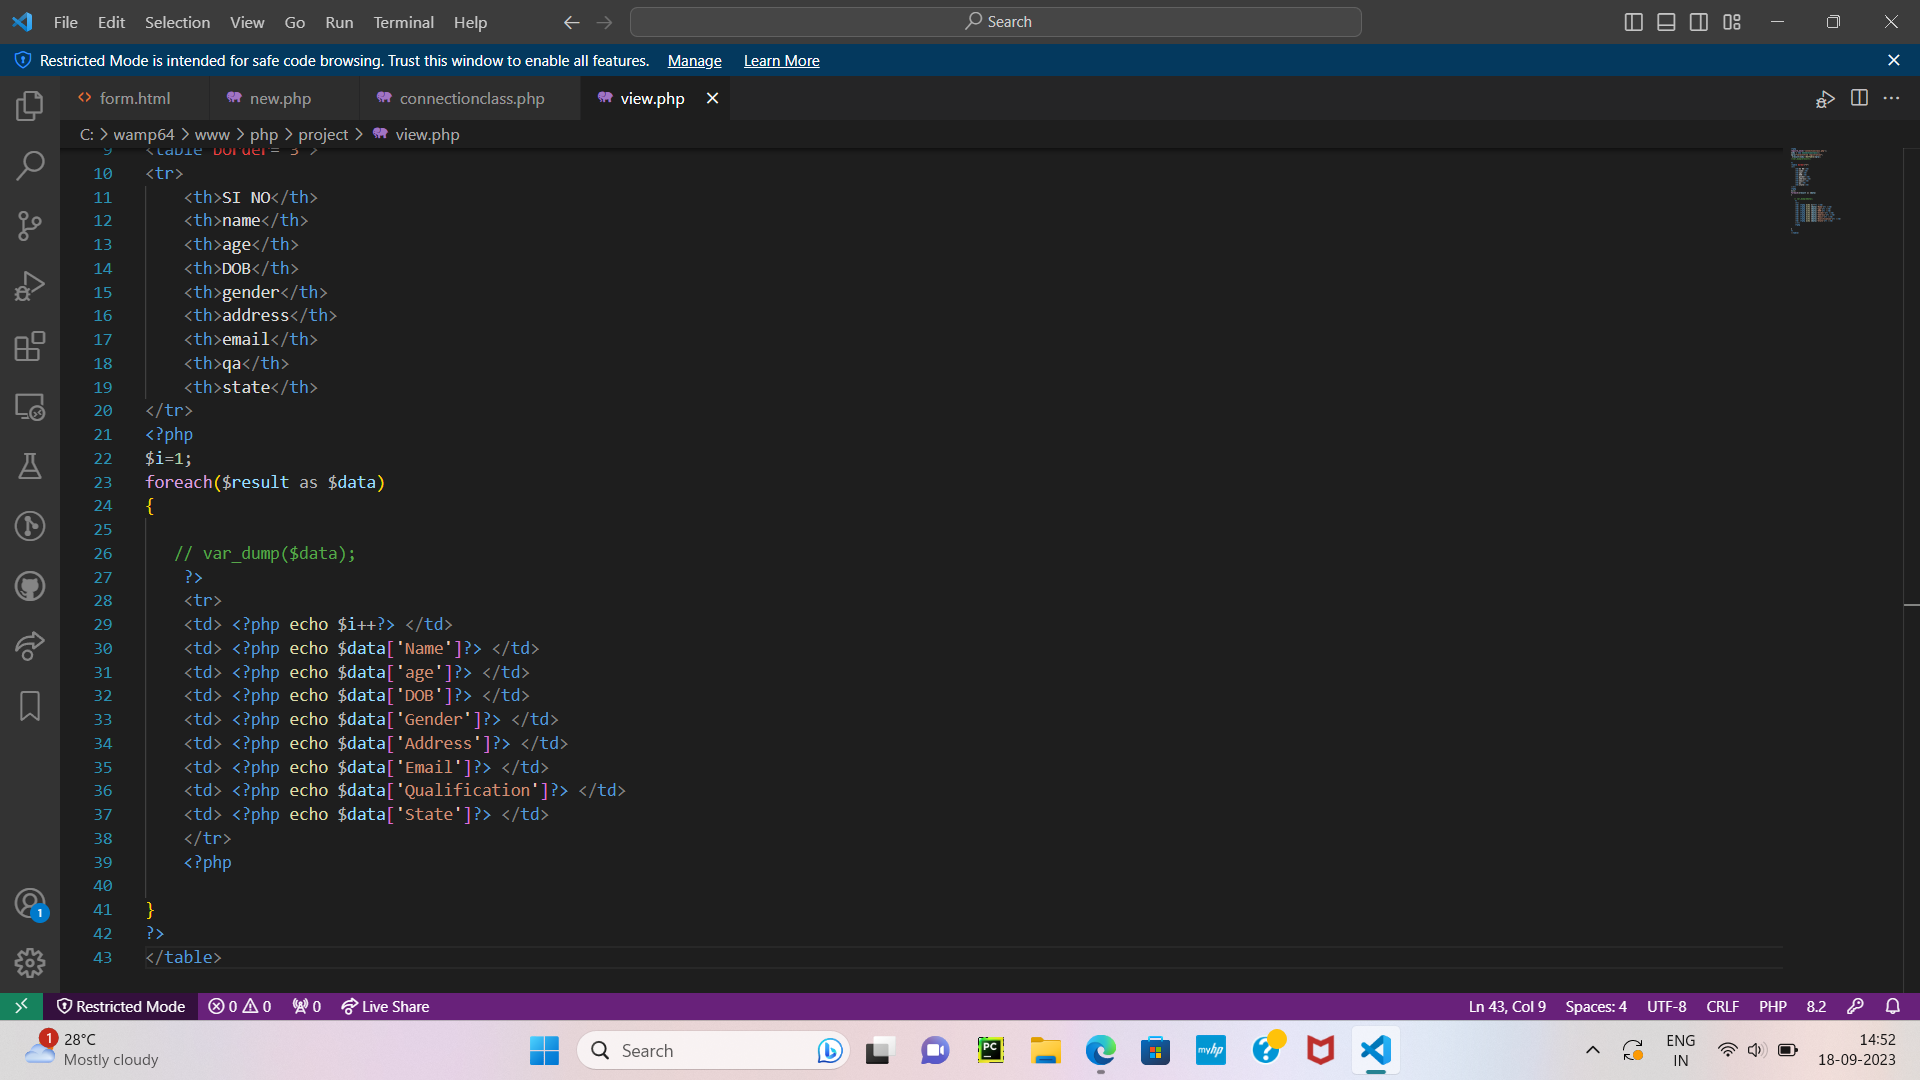 File Edit Selection View Go Run Terminal Help Search
Restricted Mode is intended for safe code browsing. Trust this window to enable all features. Manage Learn More
form.html new.php connectionclass.php view.php
C: > wamp64 > www > php > project > view.php
9 <table border="3">
10 <tr>
11 <th>SI NO</th>
12 <th>name</th>
13 <th>age</th>
14 <th>DOB</th>
15 <th>gender</th>
16 <th>address</th>
17 <th>email</th>
18 <th>qa</th>
19 <th>state</th>
20 </tr>
21 <?php
22 $i=1;
23 foreach($result as $data)
24 {
25
26 // var_dump($data);
27 ?>
28 <tr>
29 <td> <?php echo $i++?> </td>
30 <td> <?php echo $data['Name']?> </td>
31 <td> <?php echo $data['age']?> </td>
32 <td> <?php echo $data['DOB']?> </td>
33 <td> <?php echo $data['Gender']?> </td>
34 <td> <?php echo $data['Address']?> </td>
35 <td> <?php echo $data['Email']?> </td>
36 <td> <?php echo $data['Qualification']?> </td>
37 <td> <?php echo $data['State']?> </td>
38 </tr>
39 <?php
40
41 }
42 ?>
43 </table>
1
Restricted Mode 0 0 0 Live Share Ln 43, Col 9 Spaces: 4 UTF-8 CRLF PHP 8.2
1 28°C
Mostly cloudy
Search
PC
myhp
ENG
IN
14:52
18-09-2023